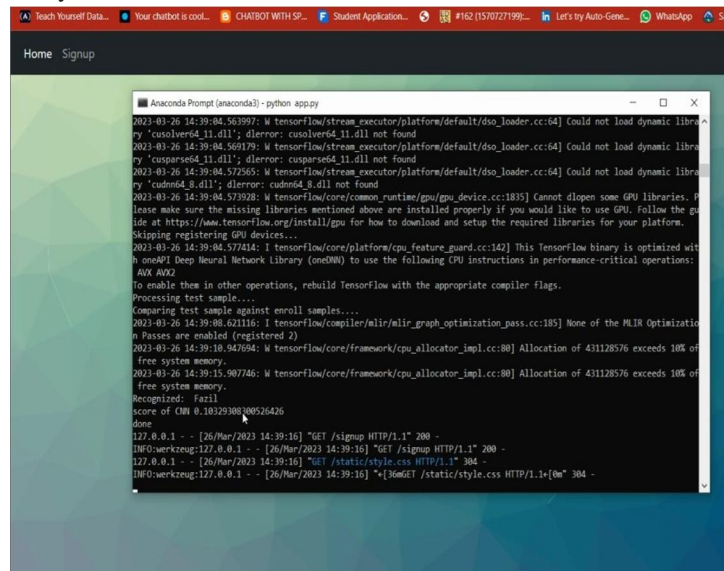 Teach Yourself Data... Your chatbot is cool... CHATBOT WITH SP... Student Application... #162 (1570727199):... Let's try Auto-Gene... WhatsApp
Home Signup
Anaconda Prompt (anaconda3) - python app.py
2023-03-26 14:39:04.563997: W tensorflow/stream_executor/platform/default/dso_loader.cc:64] Could not load dynamic libra
ry 'cusolver64_11.dll'; dlerror: cusolver64_11.dll not found
2023-03-26 14:39:04.569179: W tensorflow/stream_executor/platform/default/dso_loader.cc:64] Could not load dynamic libra
ry 'cusparse64_11.dll'; dlerror: cusparse64_11.dll not found
2023-03-26 14:39:04.572565: W tensorflow/stream_executor/platform/default/dso_loader.cc:64] Could not load dynamic libra
ry 'cudnn64_8.dll'; dlerror: cudnn64_8.dll not found
2023-03-26 14:39:04.573928: W tensorflow/core/common_runtime/gpu/gpu_device.cc:1835] Cannot dlopen some GPU libraries. P
lease make sure the missing libraries mentioned above are installed properly if you would like to use GPU. Follow the gu
ide at https://www.tensorflow.org/install/gpu for how to download and setup the required libraries for your platform.
Skipping registering GPU devices...
2023-03-26 14:39:04.577414: I tensorflow/core/platform/cpu_feature_guard.cc:142] This TensorFlow binary is optimized wit
h oneAPI Deep Neural Network Library (oneDNN) to use the following CPU instructions in performance-critical operations:
AVX AVX2
To enable them in other operations, rebuild TensorFlow with the appropriate compiler flags.
Processing test sample....
Comparing test sample against enroll samples....
2023-03-26 14:39:08.621116: I tensorflow/compiler/mlir/mlir_graph_optimization_pass.cc:185] None of the MLIR Optimizatio
n Passes are enabled (registered 2)
2023-03-26 14:39:10.947694: W tensorflow/core/framework/cpu_allocator_impl.cc:80] Allocation of 431128576 exceeds 10% of
free system memory.
2023-03-26 14:39:15.907746: W tensorflow/core/framework/cpu_allocator_impl.cc:80] Allocation of 431128576 exceeds 10% of
free system memory.
Recognized: Fazil
score of CNN 0.10329308300526426
done
127.0.0.1 - - [26/Mar/2023 14:39:16] "GET /signup HTTP/1.1" 200 -
INFO:werkzeug:127.0.0.1 - - [26/Mar/2023 14:39:16] "GET /signup HTTP/1.1" 200 -
127.0.0.1 - - [26/Mar/2023 14:39:16] "GET /static/style.css HTTP/1.1" 304 -
INFO:werkzeug:127.0.0.1 - - [26/Mar/2023 14:39:16] "←[36mGET /static/style.css HTTP/1.1←[0m" 304 -